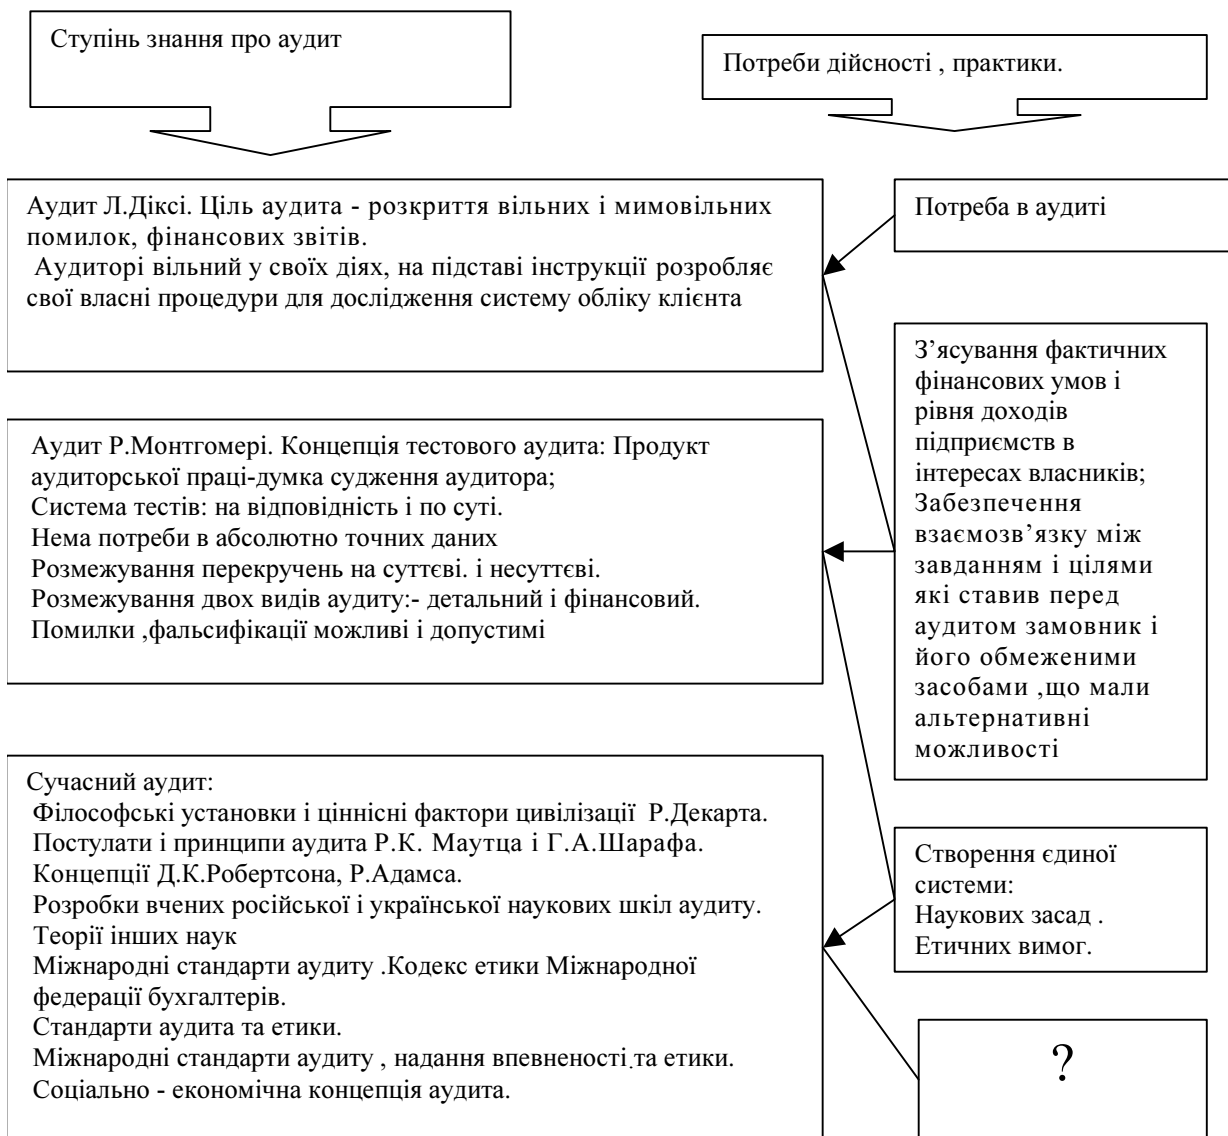 Ступінь знання про аудит
Потреби дійсності , практики.
Аудит Л.Діксі. Ціль аудита - розкриття вільних і мимовільних
помилок, фінансових звітів.
Аудиторі вільний у своїх діях, на підставі інструкції розробляє
свої власні процедури для дослідження систему обліку клієнта
Потреба в аудиті
З’ясування фактичних
фінансових умов і
рівня доходів
підприємств в
інтересах власників;
Забезпечення
взаємозв’язку між
завданням і цілями
які ставив перед
аудитом замовник і
його обмеженими
засобами ,що мали
альтернативні
можливості
Аудит Р.Монтгомері. Концепція тестового аудита: Продукт
аудиторської праці-думка судження аудитора;
Система тестів: на відповідність і по суті.
Нема потреби в абсолютно точних даних
Розмежування перекручень на суттєві. і несуттєві.
Розмежування двох видів аудиту:- детальний і фінансовий.
Помилки ,фальсифікації можливі і допустимі
Сучасний аудит:
Філософські установки і ціннісні фактори цивілізації Р.Декарта.
Постулати і принципи аудита Р.К. Маутца і Г.А.Шарафа.
Концепції Д.К.Робертсона, Р.Адамса.
Розробки вчених російської і української наукових шкіл аудиту.
Теорії інших наук
Міжнародні стандарти аудиту .Кодекс етики Міжнародної
федерації бухгалтерів.
Стандарти аудита та етики.
Міжнародні стандарти аудиту , надання впевненості.та етики.
Соціально - економічна концепція аудита.
Створення єдиної
системи:
Наукових засад .
Етичних вимог.
?